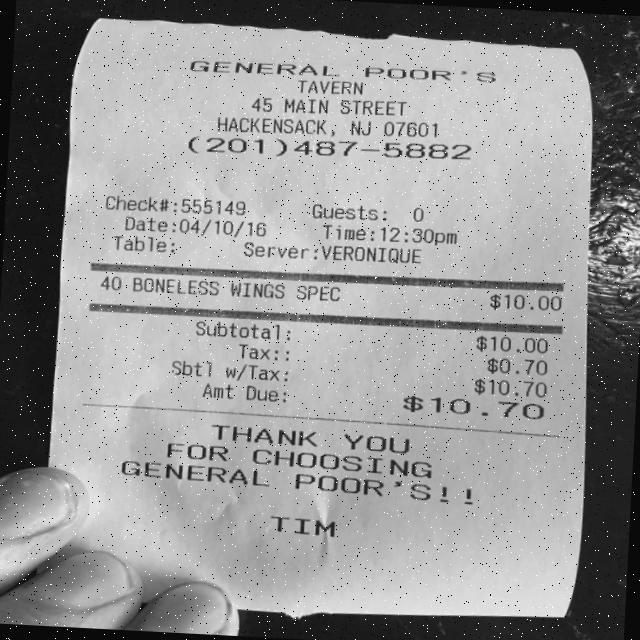 GENERAL POOR'S
TAVERN
45 MAIN STREET
HACKENSACK, NJ 07601
(201)487-5882
Check#:555149 Guests: 0
Date:04/10/16 Time:12:30pm
Table: Server:VERONIQUE
40 BONELESS WINGS SPEC $10.00
Subtotal: $10.00
Tax:: $0.70
Sbtl w/Tax: $10.70
Amt Due: $10.70
THANK YOU
FOR CHOOSING
GENERAL POOR'S!!
TIM